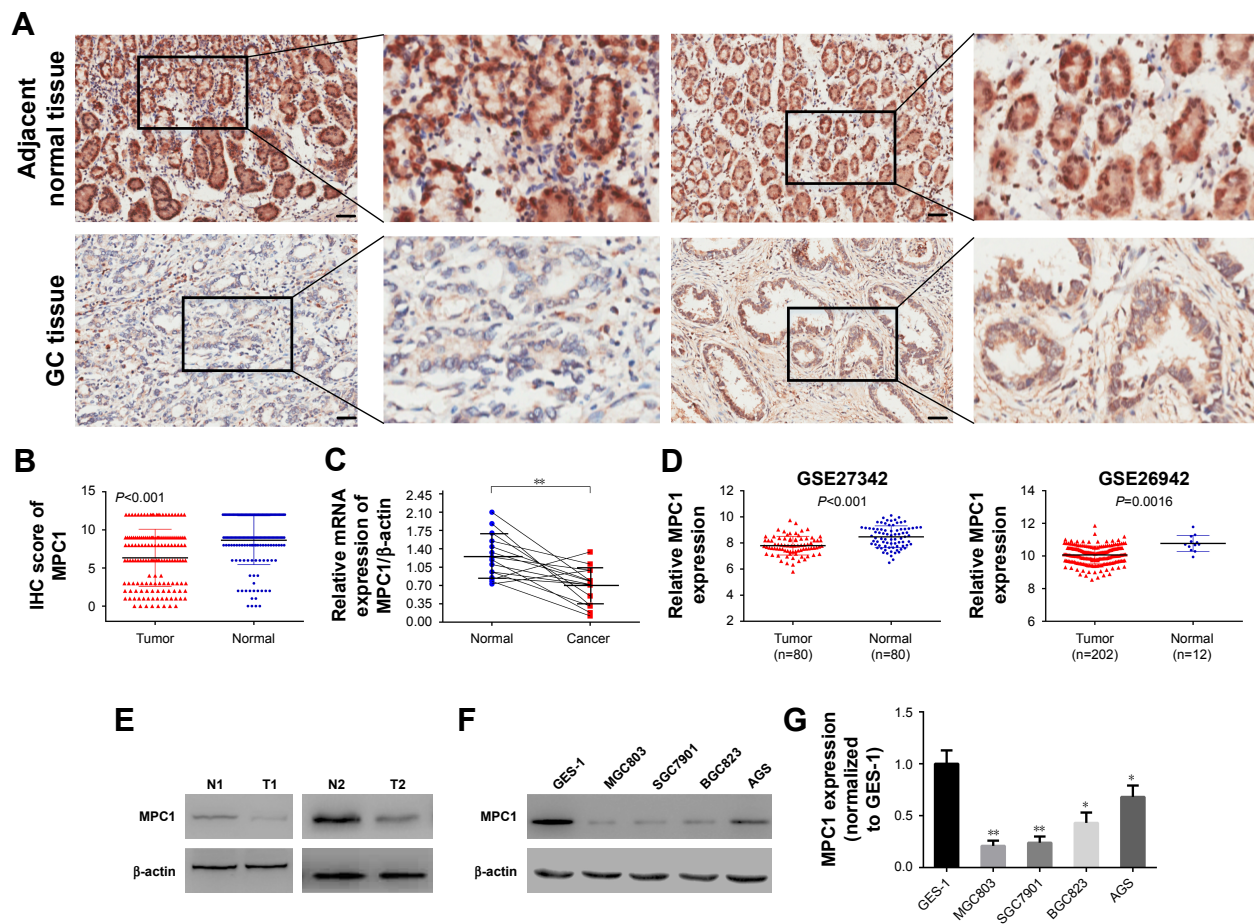 A
Adjacent
normal tissue
GC tissue
B
IHC score of
MPC1
15
10
5
0
P<0.001
Tumor
Normal
C
Relative mRNA
expression of
MPC1/β-actin
2.45
2.10
1.75
1.40
1.05
0.70
0.35
0.00
**
Normal
Cancer
D
GSE27342
P<0.001
Relative MPC1
expression
12
10
8
6
4
2
Tumor
(n=80)
Normal
(n=80)
GSE26942
P=0.0016
Relative MPC1
expression
14
12
10
8
6
Tumor
(n=202)
Normal
(n=12)
E
N1
T1
N2
T2
MPC1
β-actin
F
GES-1
MGC803
SGC7901
BGC823
AGS
MPC1
β-actin
G
MPC1 expression
(normalized
to GES-1)
1.5
1.0
0.5
0.0
**
**
*
*
GES-1
MGC803
SGC7901
BGC823
AGS